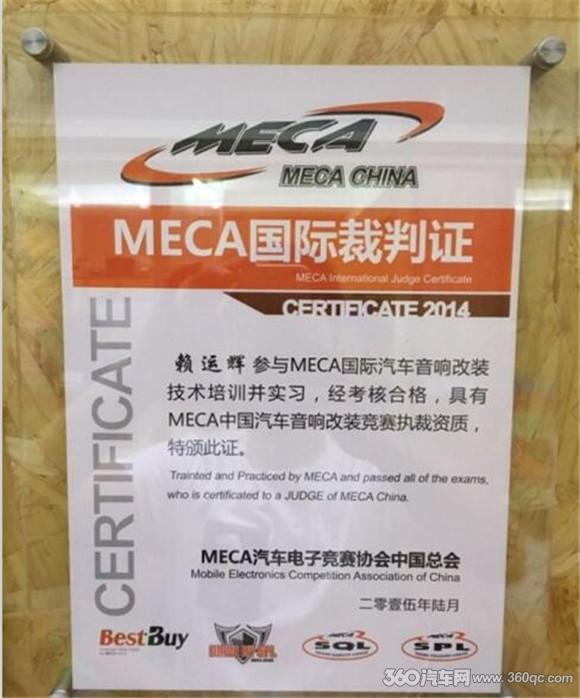 MECA
MECA CHINA
MECA国际裁判证
MECA International Judge Certificate
CERTIFICATE 2014
CERTIFICATE
赖运辉 参与MECA国际汽车音响改装
技术培训并实习，经考核合格，具有
MECA中国汽车音响改装竞赛执裁资质，
特颁此证。
Trainted and Practiced by MECA and passed all of the exams,
who is certificated to a JUDGE of MECA China.
MECA汽车电子竞赛协会中国总会
Mobile Electronics Competition Association of China
二零壹伍年陆月
Best Buy
MECA
SQL
MECA
SPL
360汽车网 www.360qc.com